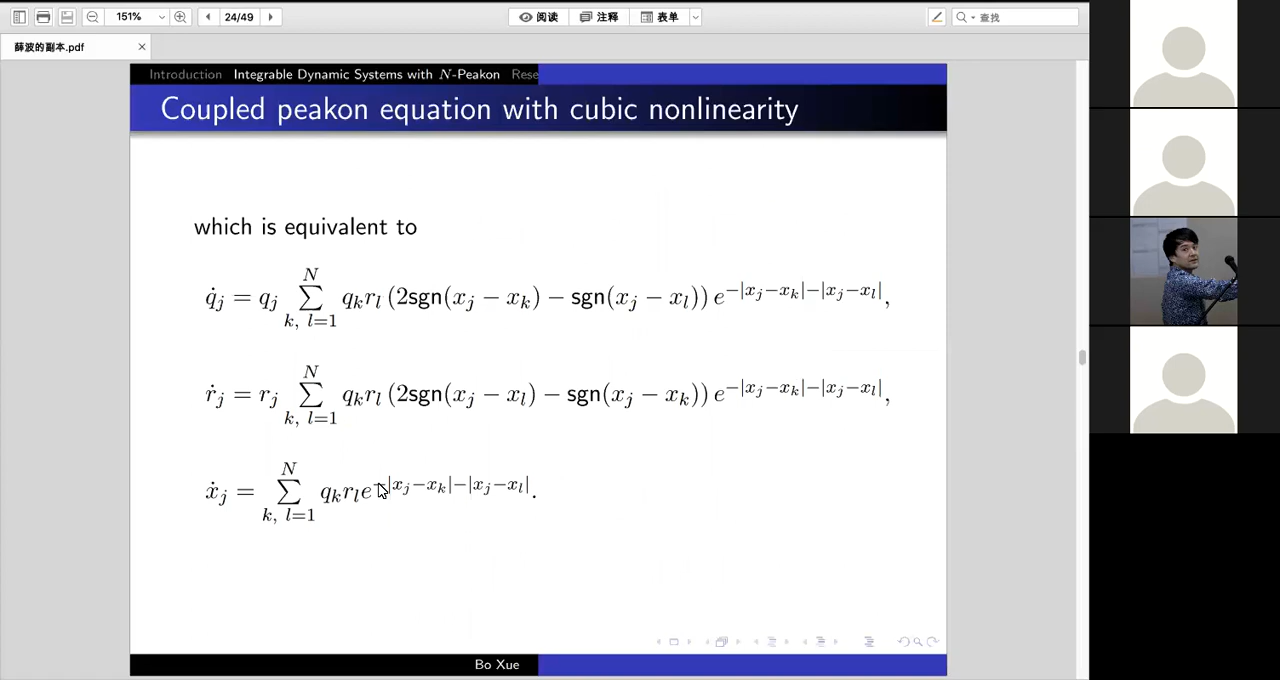 151% 24/49 阅读 注释 表单 查找
薛波的副本.pdf
Introduction Integrable Dynamic Systems with N-Peakon Rese
Coupled peakon equation with cubic nonlinearity
which is equivalent to
q̇_j = q_j ∑_{k, l=1}^{N} q_k r_l (2sgn(x_j − x_k) − sgn(x_j − x_l)) e^{−|x_j−x_k|−|x_j−x_l|},
ṙ_j = r_j ∑_{k, l=1}^{N} q_k r_l (2sgn(x_j − x_l) − sgn(x_j − x_k)) e^{−|x_j−x_k|−|x_j−x_l|},
ẋ_j = ∑_{k, l=1}^{N} q_k r_l e^{−|x_j−x_k|−|x_j−x_l|}.
Bo Xue